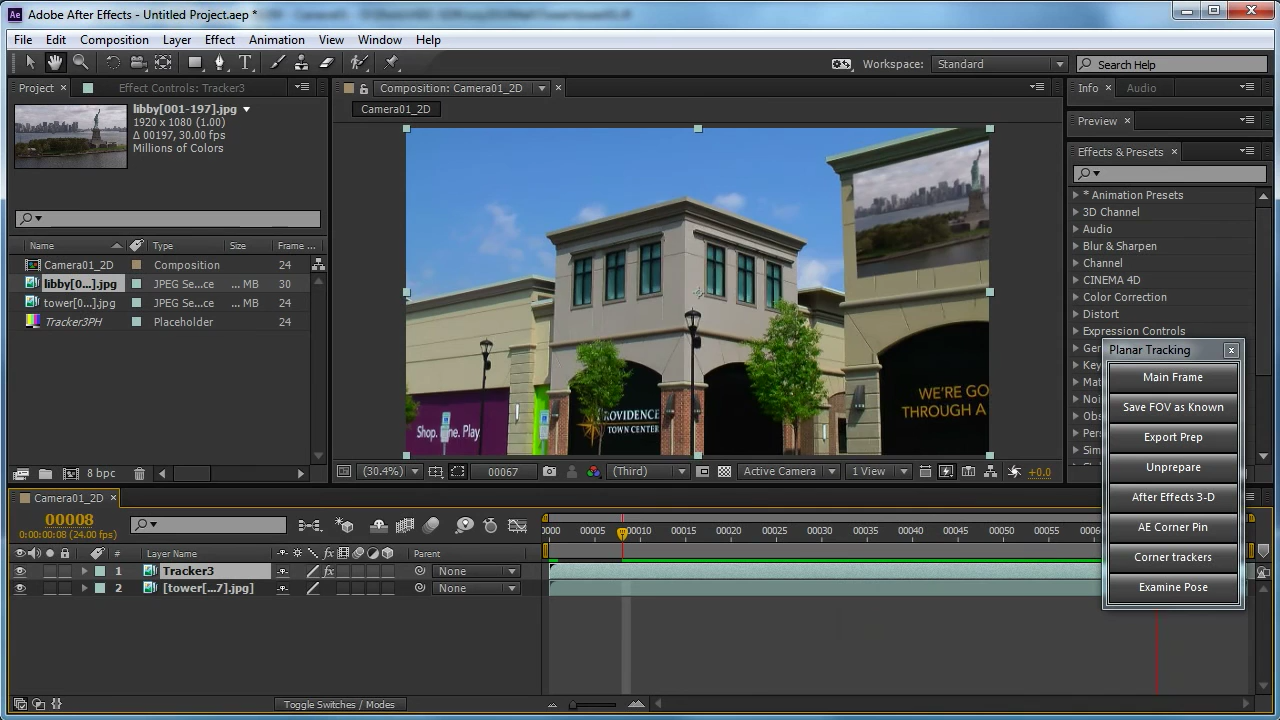 Adobe After Effects - Untitled Project.aep *
File Edit Composition Layer Effect Animation View Window Help
Workspace: Standard Search Help
Project Effect Controls: Tracker3
libby[001-197].jpg
1920 x 1080 (1.00)
Δ 00197, 30.00 fps
Millions of Colors
Name Type Size Frame ...
Camera01_2D Composition 24
libby[0...].jpg JPEG Se...ce ... MB 30
tower[0...].jpg JPEG Se...ce ... MB 24
Tracker3PH Placeholder 24
8 bpc
Composition: Camera01_2D
Camera01_2D
WE'RE GO
THROUGH A
PROVIDENCE
TOWN CENTER
Shop. Dine. Play.
(30.4%) 00067 (Third) Active Camera 1 View +0.0
Info Audio
Preview
Effects & Presets
* Animation Presets
3D Channel
Audio
Blur & Sharpen
Channel
CINEMA 4D
Color Correction
Distort
Expression Controls
Ger
Key
Mat
Noi
Obs
Per
Sim
Planar Tracking x
Main Frame
Save FOV as Known
Export Prep
Unprepare
After Effects 3-D
AE Corner Pin
Corner trackers
Examine Pose
Camera01_2D
00008
0:00:00:08 (24.00 fps)
0000 00005 00010 00015 00020 00025 00030 00035 00040 00045 00050 00055
# Layer Name Parent
1 Tracker3 None
2 [tower[...7].jpg] None
Toggle Switches / Modes